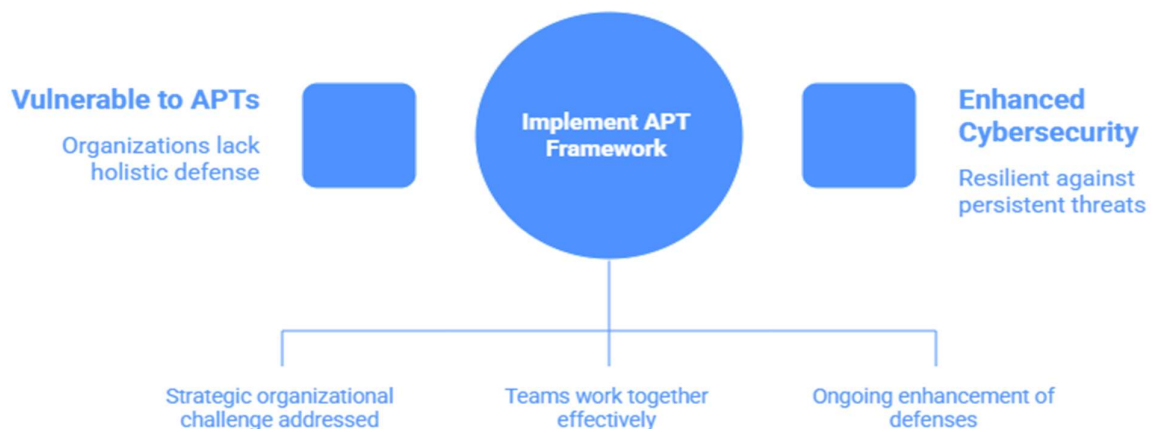 Vulnerable to APTs
Organizations lack
holistic defense
Implement APT
Framework
Enhanced
Cybersecurity
Resilient against
persistent threats
Strategic organizational
challenge addressed
Teams work together
effectively
Ongoing enhancement of
defenses